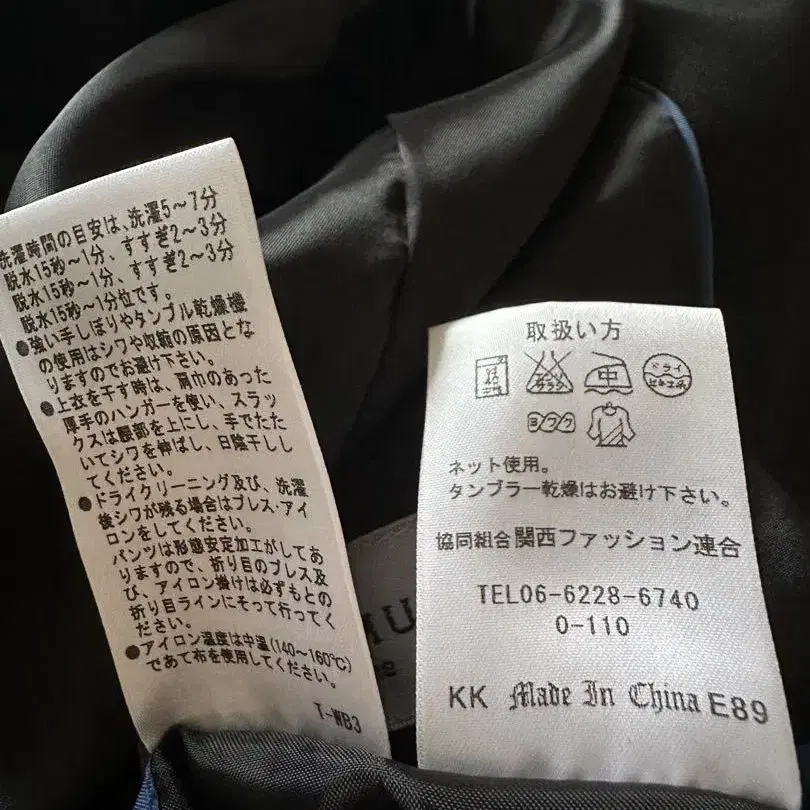 洗濯時間の目安は、洗濯5～7分
脱水15秒～1分、すすぎ2～3分
脱水15秒～1分、すすぎ2～3分
脱水15秒～1分位です。
●強い手しぼりやタンブル乾燥機
の使用はシワや収縮の原因とな
りますのでお避け下さい。
●上衣を干す時は、肩巾のあった
厚手のハンガーを使い、スラッ
クスは腰部を上にし、手でたた
いてシワを伸ばし、日陰干しし
てください。
●ドライクリーニング及び、洗濯
後シワが残る場合はプレス・アイ
ロンをしてください。
パンツは形態安定加工がしてあ
りますので、折り目のプレス及
び、アイロン掛けは必ずもとの
折り目ラインにそって行ってく
ださい。
●アイロン温度は中温(140～160℃)
であて布を使用してください。
T-WB3
取扱い方
中
ドライ
セキユ系
ヨワク
ネット使用。
タンブラー乾燥はお避け下さい。
協同組合関西ファッション連合
TEL06-6228-6740
0-110
KK Made In China E89